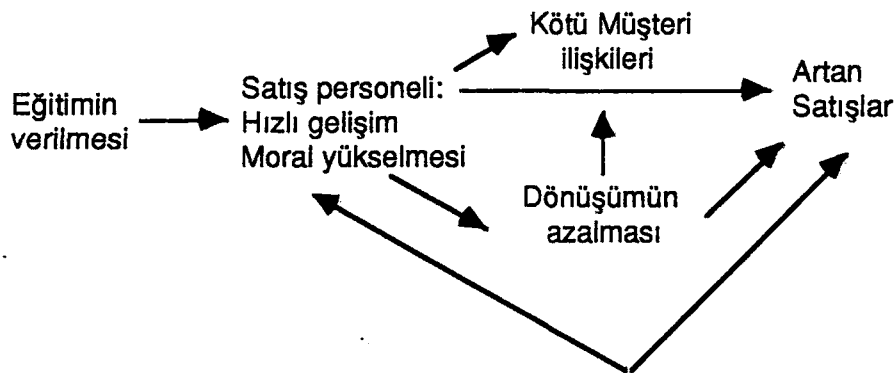 Kötü Müşteri
ilişkileri
Eğitimin
verilmesi
Satış personeli:
Hızlı gelişim
Moral yükselmesi
Artan
Satışlar
Dönüşümün
azalması